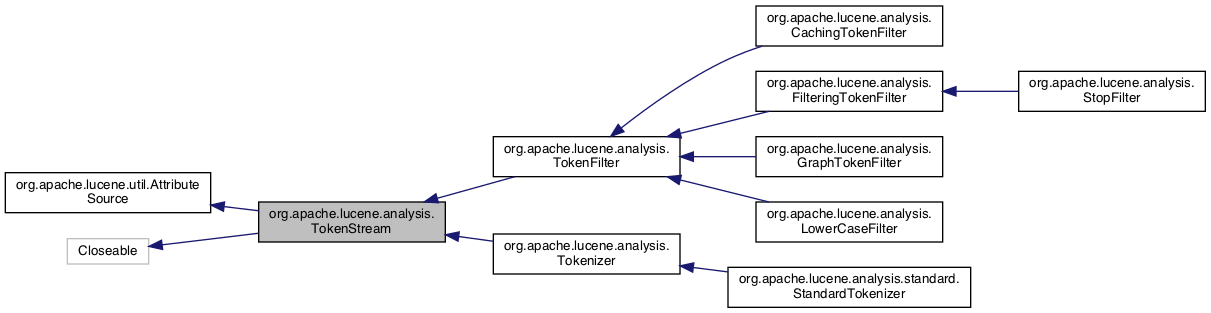 org.apache.lucene.analysis.
CachingTokenFilter
org.apache.lucene.analysis.
FilteringTokenFilter
org.apache.lucene.analysis.
StopFilter
org.apache.lucene.analysis.
TokenFilter
org.apache.lucene.analysis.
GraphTokenFilter
org.apache.lucene.util.Attribute
Source
org.apache.lucene.analysis.
TokenStream
org.apache.lucene.analysis.
LowerCaseFilter
Closeable
org.apache.lucene.analysis.
Tokenizer
org.apache.lucene.analysis.standard.
StandardTokenizer